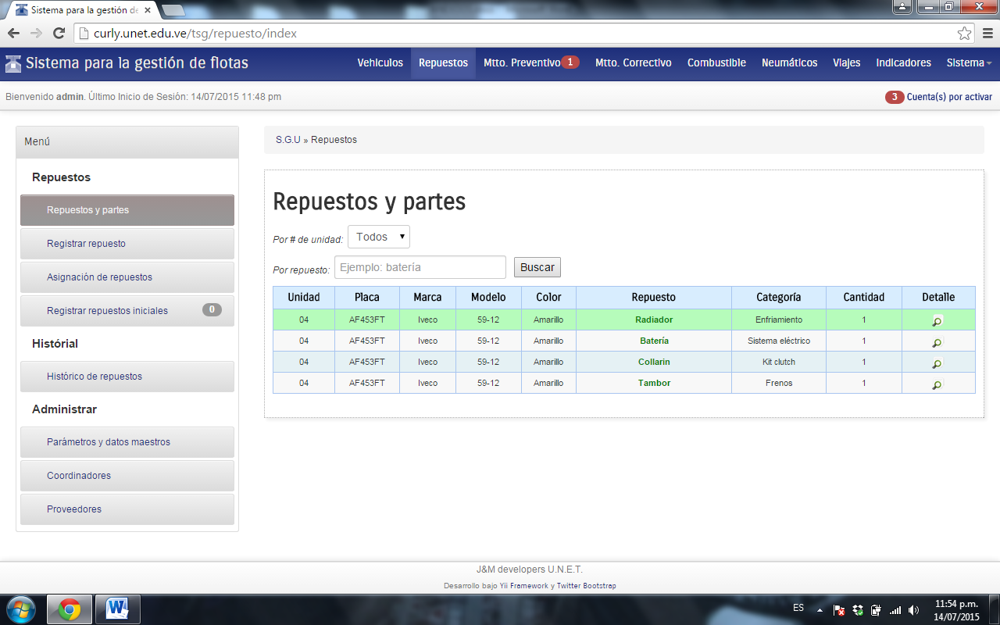 Sistema para la gestión de
curly.unet.edu.ve/tsg/repuesto/index
Sistema para la gestión de flotas
Vehiculos Repuestos Mtto. Preventivo 1 Mtto. Correctivo Combustible Neumáticos Viajes Indicadores Sistema
Bienvenido admin. Último Inicio de Sesión: 14/07/2015 11:48 pm
3 Cuenta(s) por activar
Menú
Repuestos
Repuestos y partes
Registrar repuesto
Asignación de repuestos
Registrar repuestos iniciales 0
Histórial
Histórico de repuestos
Administrar
Parámetros y datos maestros
Coordinadores
Proveedores
S.G.U » Repuestos
Repuestos y partes
Por # de unidad: Todos
Por repuesto: Ejemplo: batería Buscar
Unidad Placa Marca Modelo Color Repuesto Categoría Cantidad Detalle
04 AF453FT Iveco 59-12 Amarillo Radiador Enfriamiento 1
04 AF453FT Iveco 59-12 Amarillo Batería Sistema eléctrico 1
04 AF453FT Iveco 59-12 Amarillo Collarin Kit clutch 1
04 AF453FT Iveco 59-12 Amarillo Tambor Frenos 1
J&M developers U.N.E.T.
Desarrollo bajo Yii Framework y Twitter Bootstrap
ES
11:54 p.m.
14/07/2015